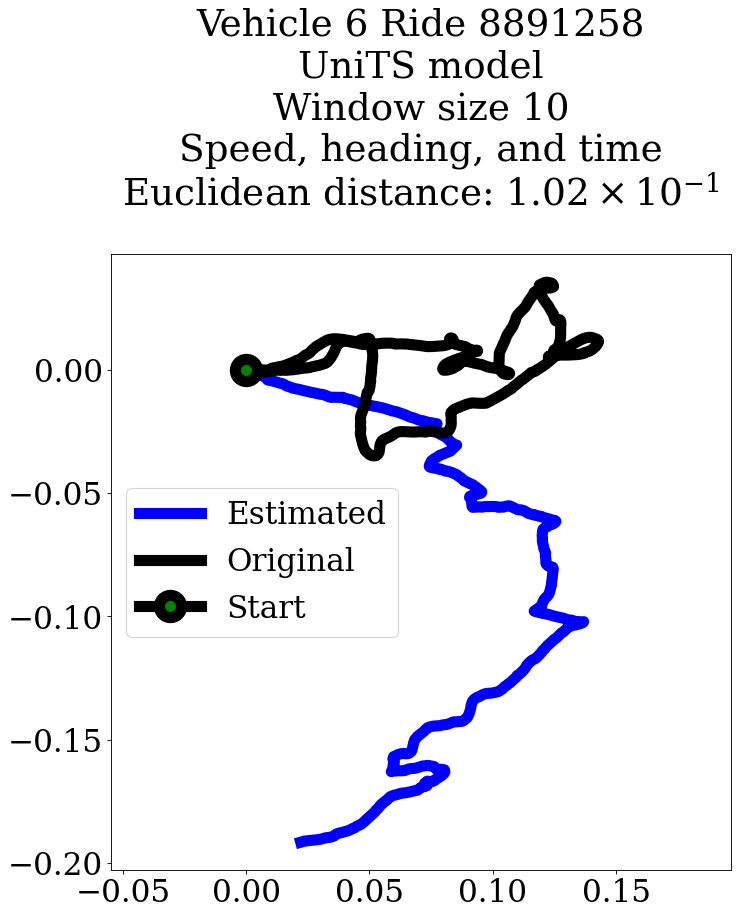 Vehicle 6 Ride 8891258
UniTS model
Window size 10
Speed, heading, and time
Euclidean distance: 1.02 × 10⁻¹
0.00
−0.05
−0.10
−0.15
−0.20
Estimated
Original
Start
−0.05 0.00 0.05 0.10 0.15